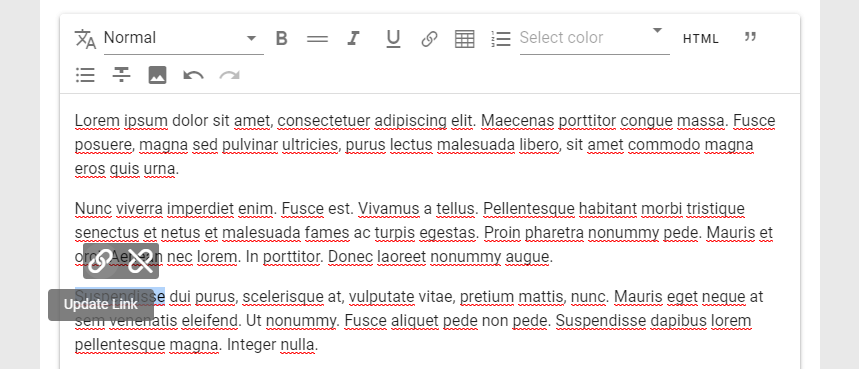 Normal B I U Select color HTML ”
Lorem ipsum dolor sit amet, consectetuer adipiscing elit. Maecenas porttitor congue massa. Fusce
posuere, magna sed pulvinar ultricies, purus lectus malesuada libero, sit amet commodo magna
eros quis urna.
Nunc viverra imperdiet enim. Fusce est. Vivamus a tellus. Pellentesque habitant morbi tristique
senectus et netus et malesuada fames ac turpis egestas. Proin pharetra nonummy pede. Mauris et
Aenean nec lorem. In porttitor. Donec laoreet nonummy augue.
Suspendisse dui purus, scelerisque at, vulputate vitae, pretium mattis, nunc. Mauris eget neque at
Update Link
sem venenatis eleifend. Ut nonummy. Fusce aliquet pede non pede. Suspendisse dapibus lorem
pellentesque magna. Integer nulla.